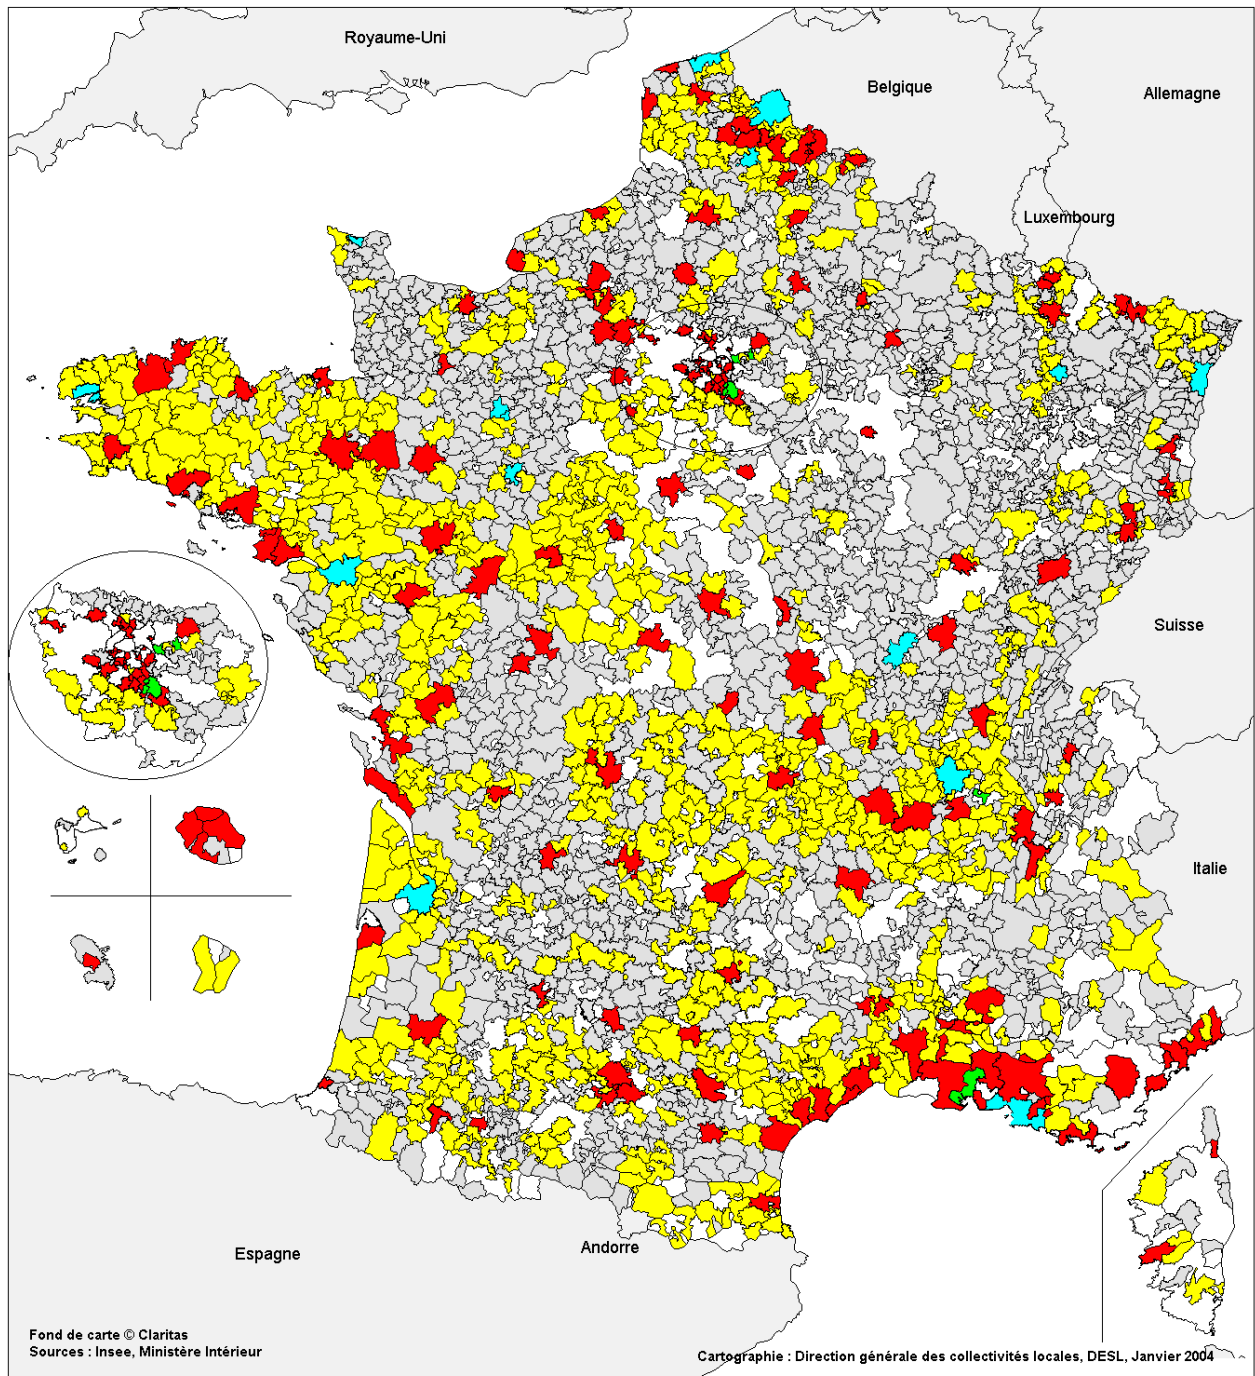 Royaume-Uni
Belgique
Allemagne
Luxembourg
Suisse
Italie
Espagne
Andorre
Fond de carte © Claritas
Sources : Insee, Ministère Intérieur
Cartographie : Direction générale des collectivités locales, DESL, Janvier 2004